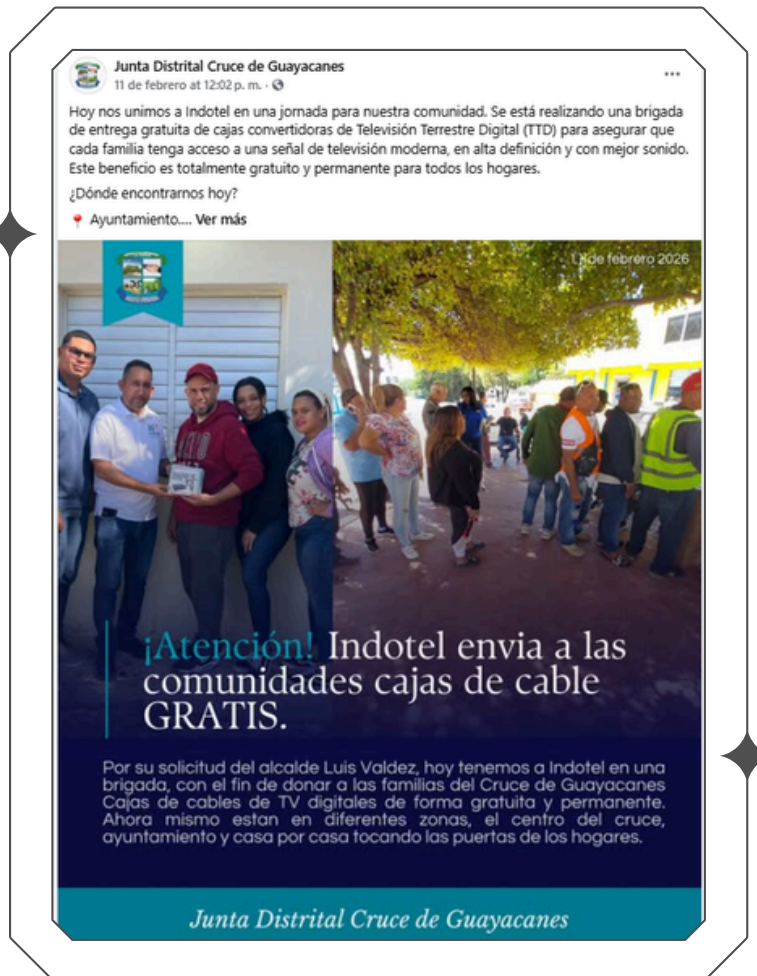 Junta Distrital Cruce de Guayacanes
11 de febrero at 12:02 p. m. ·
Hoy nos unimos a Indotel en una jornada para nuestra comunidad. Se está realizando una brigada
de entrega gratuita de cajas convertidoras de Televisión Terrestre Digital (TTD) para asegurar que
cada familia tenga acceso a una señal de televisión moderna, en alta definición y con mejor sonido.
Este beneficio es totalmente gratuito y permanente para todos los hogares.
¿Dónde encontrarnos hoy?
📍 Ayuntamiento.... Ver más
de febrero 2026
¡Atención! Indotel envia a las
comunidades cajas de cable
GRATIS.
Por su solicitud del alcalde Luis Valdez, hoy tenemos a Indotel en una
brigada, con el fin de donar a las familias del Cruce de Guayacanes
Cajas de cables de TV digitales de forma gratuita y permanente.
Ahora mismo estan en diferentes zonas, el centro del cruce,
ayuntamiento y casa por casa tocando las puertas de los hogares.
Junta Distrital Cruce de Guayacanes